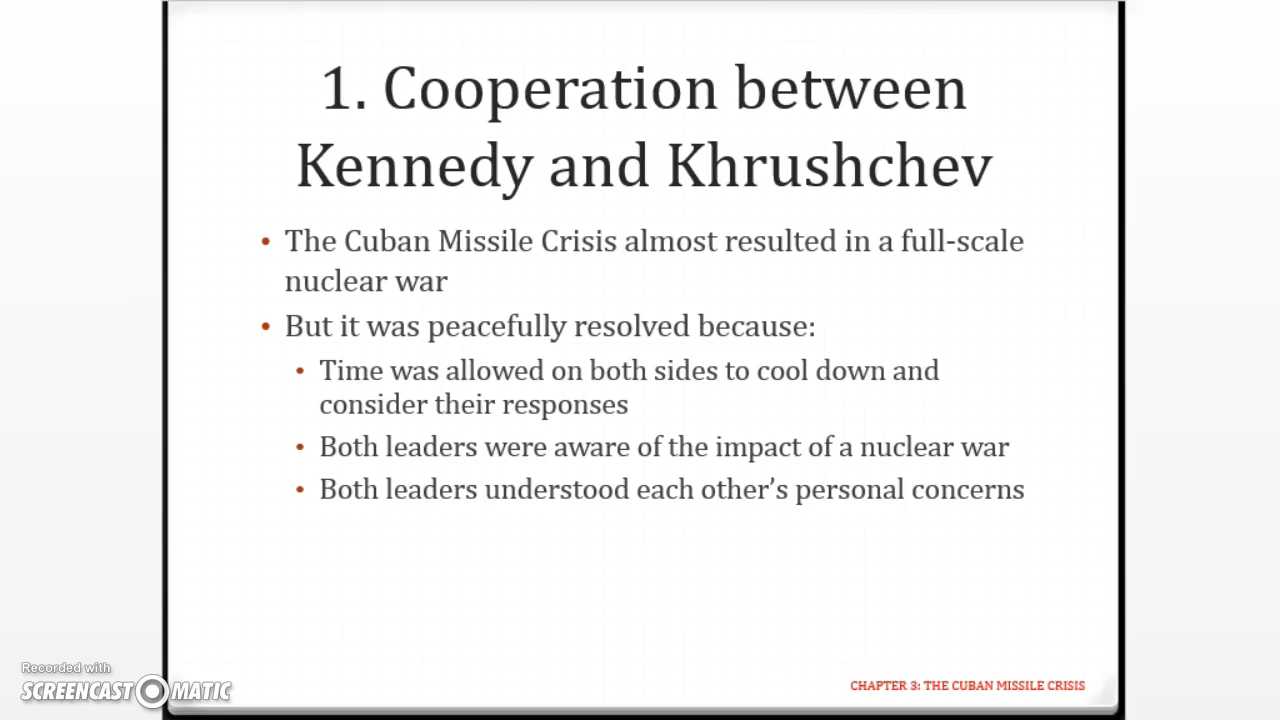 1. Cooperation between
Kennedy and Khrushchev
• The Cuban Missile Crisis almost resulted in a full-scale
nuclear war
• But it was peacefully resolved because:
• Time was allowed on both sides to cool down and
consider their responses
• Both leaders were aware of the impact of a nuclear war
• Both leaders understood each other's personal concerns
CHAPTER 3: THE CUBAN MISSILE CRISIS
Recorded with
SCREENCAST O MATIC